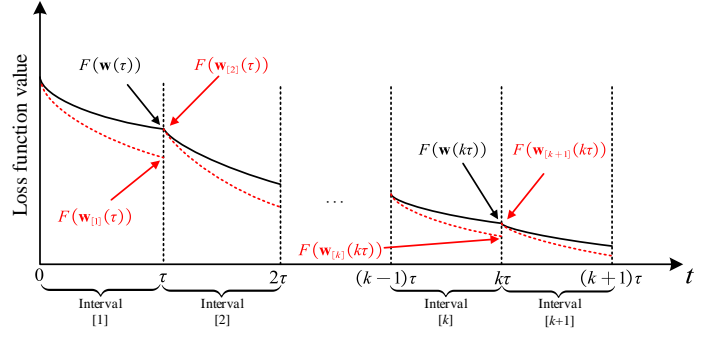 Loss function value
F(w(τ))
F(w[2](τ))
F(w[1](τ))
...
F(w(kτ))
F(w[k+1](kτ))
F(w[k](kτ))
0
τ
2τ
(k−1)τ
kτ
(k+1)τ
t
Interval
[1]
Interval
[2]
Interval
[k]
Interval
[k+1]